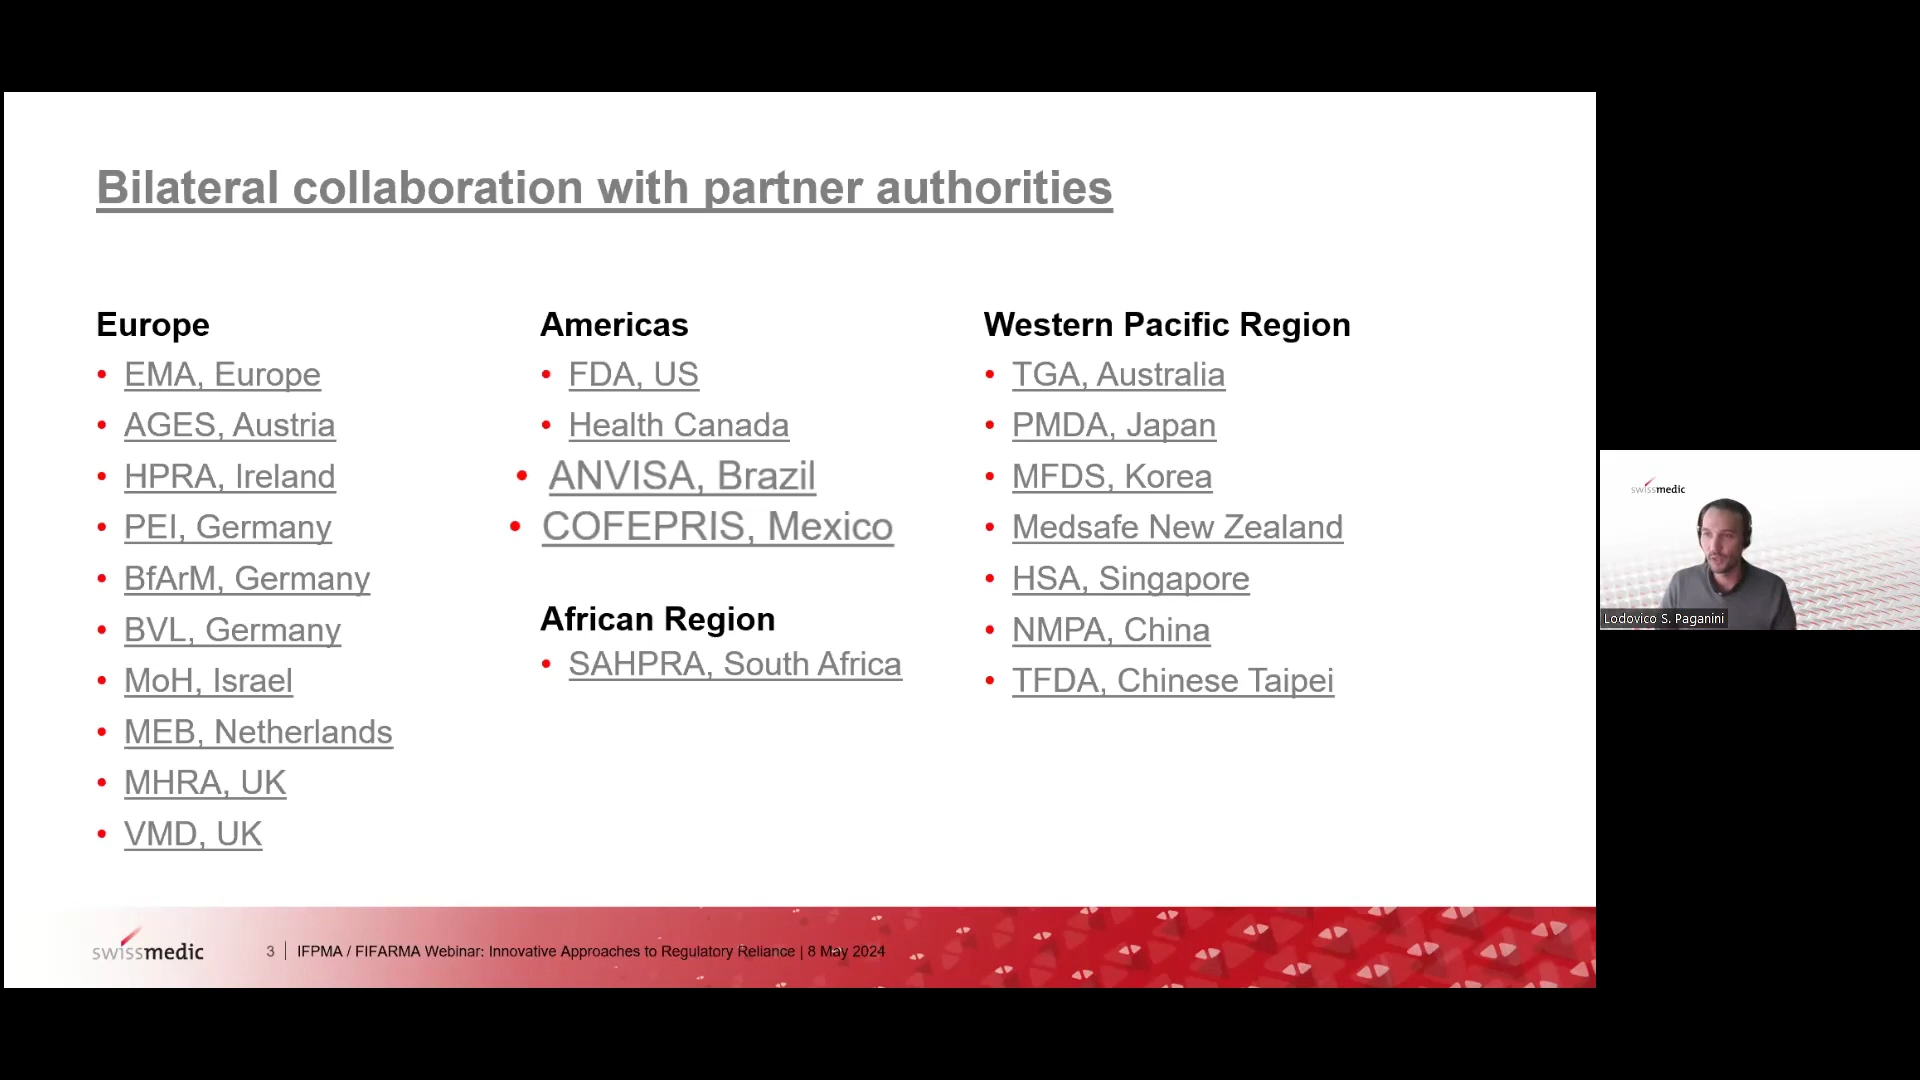 Bilateral collaboration with partner authorities
Europe
• EMA, Europe
• AGES, Austria
• HPRA, Ireland
• PEI, Germany
• BfArM, Germany
• BVL, Germany
• MoH, Israel
• MEB, Netherlands
• MHRA, UK
• VMD, UK
Americas
• FDA, US
• Health Canada
• ANVISA, Brazil
• COFEPRIS, Mexico
African Region
• SAHPRA, South Africa
Western Pacific Region
• TGA, Australia
• PMDA, Japan
• MFDS, Korea
• Medsafe New Zealand
• HSA, Singapore
• NMPA, China
• TFDA, Chinese Taipei
swissmedic
3 | IFPMA / FIFARMA Webinar: Innovative Approaches to Regulatory Reliance | 8 May 2024
swissmedic
Lodovico S. Paganini